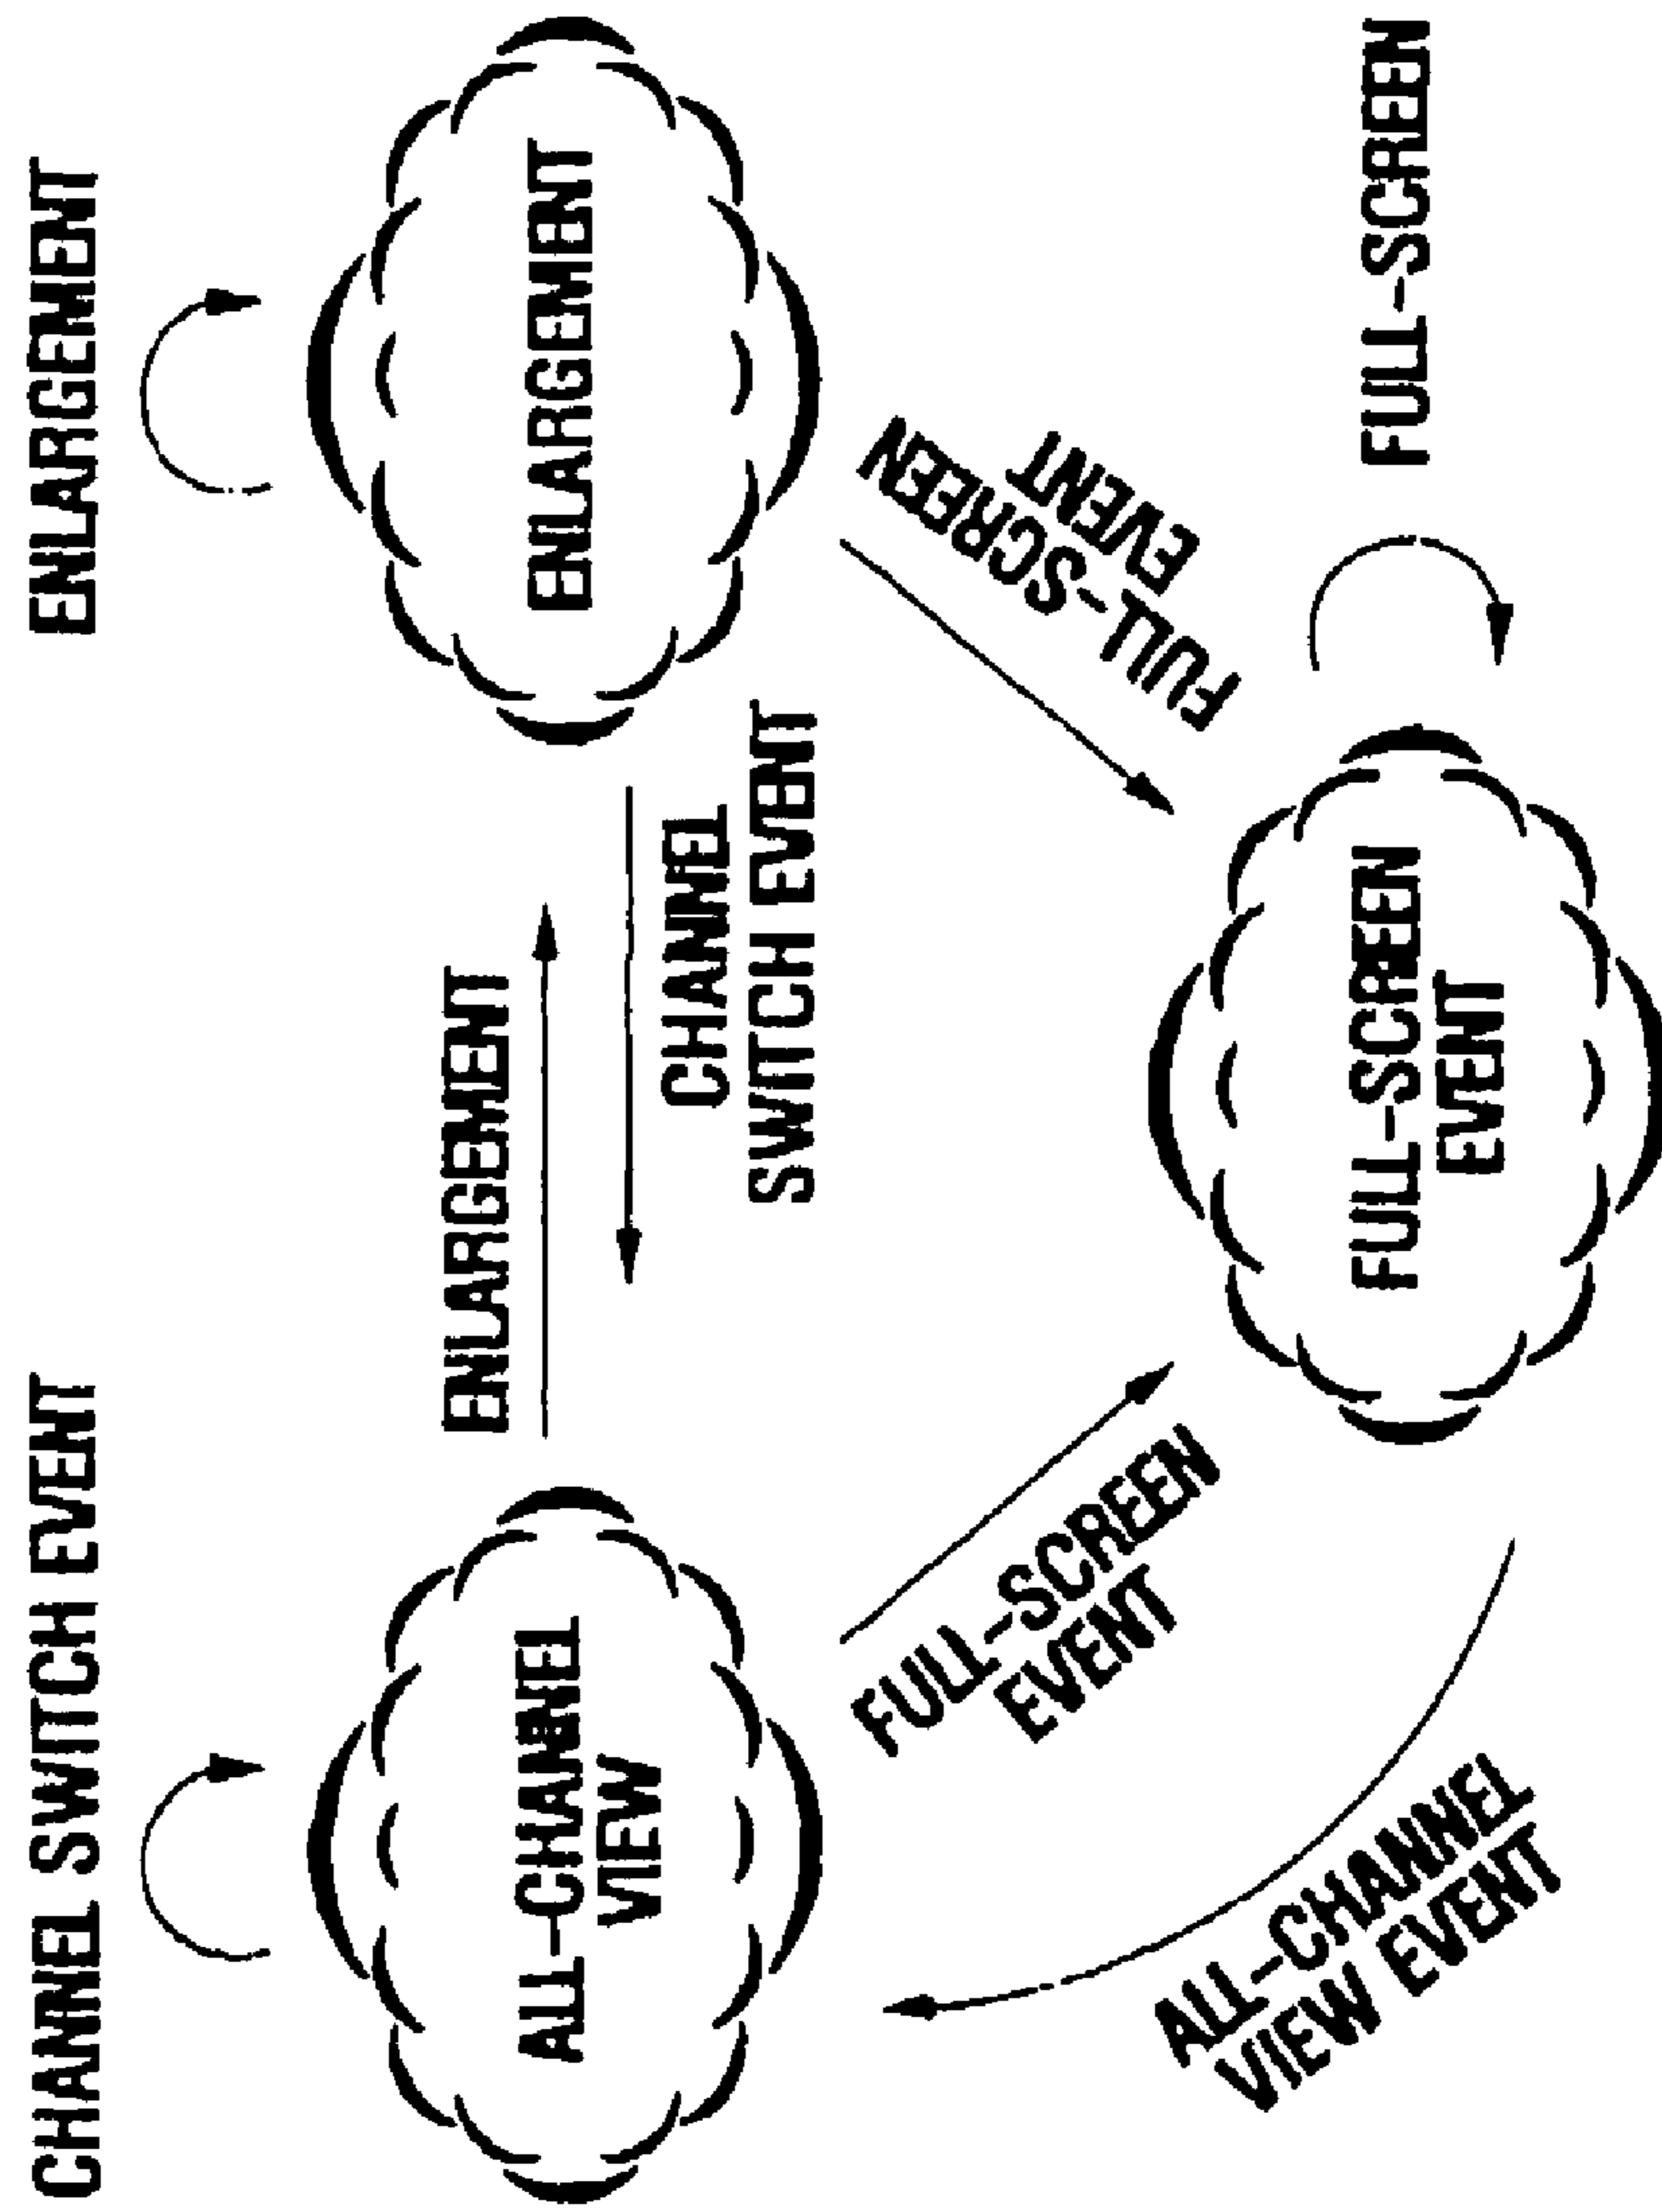 CHANNEL SWITCH EVENT
ENLARGEMENT
ENLARGEMENT
ALL-CHANNEL
VIEW
ENLARGEMENT
CHANNEL
SWITCH EVENT
FULL-SCREEN
EVENT
FULL-SCREEN
EVENT
ALL-CHANNEL
VIEW EVENT
FULL-SCREEN
EVENT
FULL-SCREEN